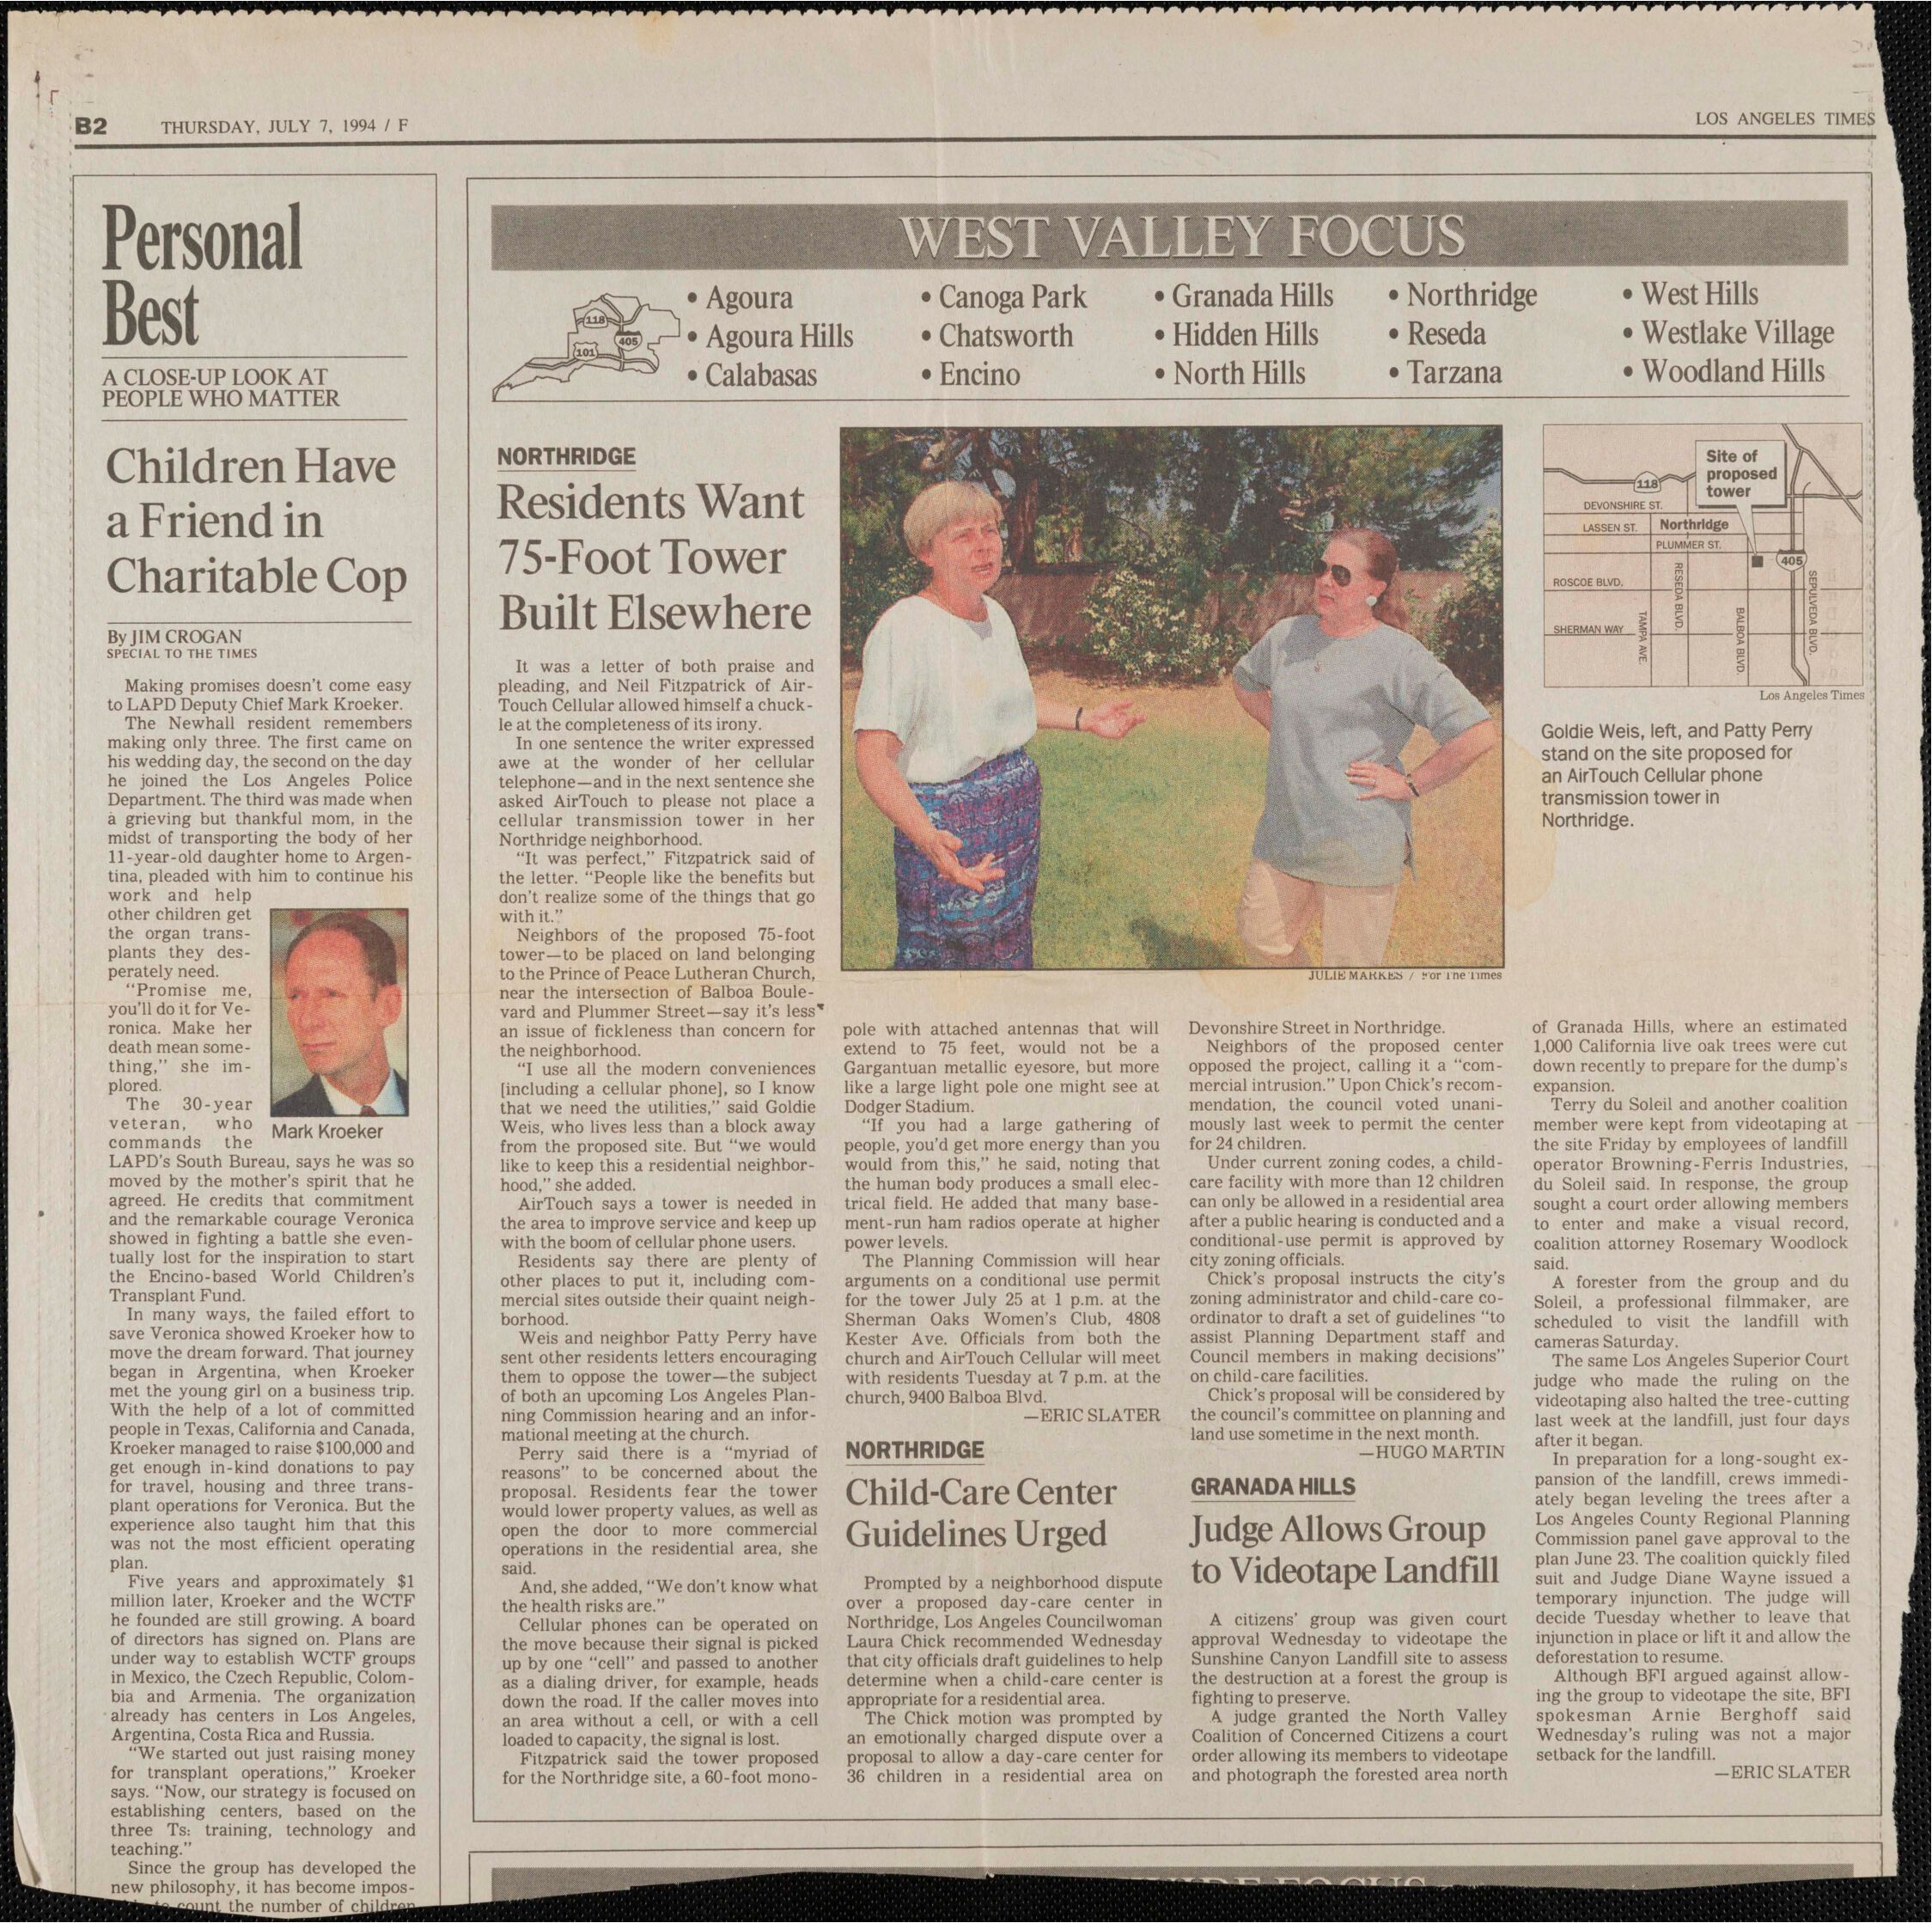 B2 THURSDAY, JULY 7, 1994 / F
LOS ANGELES TIMES
Personal
Best
A CLOSE-UP LOOK AT
PEOPLE WHO MATTER
Children Have
a Friend in
Charitable Cop
By JIM CROGAN
SPECIAL TO THE TIMES
Making promises doesn't come easy
to LAPD Deputy Chief Mark Kroeker.
The Newhall resident remembers
making only three. The first came on
his wedding day, the second on the day
he joined the Los Angeles Police
Department. The third was made when
a grieving but thankful mom, in the
midst of transporting the body of her
11-year-old daughter home to Argen-
tina, pleaded with him to continue his
work and help
other children get
the organ trans-
plants they des-
perately need.
"Promise me,
you'll do it for Ve-
ronica. Make her
death mean some-
thing," she im-
plored.
The 30-year
veteran, who
commands the
Mark Kroeker
LAPD's South Bureau, says he was so
moved by the mother's spirit that he
agreed. He credits that commitment
and the remarkable courage Veronica
showed in fighting a battle she even-
tually lost for the inspiration to start
the Encino-based World Children's
Transplant Fund.
In many ways, the failed effort to
save Veronica showed Kroeker how to
move the dream forward. That journey
began in Argentina, when Kroeker
met the young girl on a business trip.
With the help of a lot of committed
people in Texas, California and Canada,
Kroeker managed to raise $100,000 and
get enough in-kind donations to pay
for travel, housing and three trans-
plant operations for Veronica. But the
experience also taught him that this
was not the most efficient operating
plan.
Five years and approximately $1
million later, Kroeker and the WCTF
he founded are still growing. A board
of directors has signed on. Plans are
under way to establish WCTF groups
in Mexico, the Czech Republic, Colom-
bia and Armenia. The organization
already has centers in Los Angeles,
Argentina, Costa Rica and Russia.
"We started out just raising money
for transplant operations," Kroeker
says. "Now, our strategy is focused on
establishing centers, based on the
three Ts: training, technology and
teaching."
Since the group has developed the
new philosophy, it has become impos-
count the number of children
WEST VALLEY FOCUS
118
405
101
• Agoura
• Agoura Hills
• Calabasas
• Canoga Park
• Chatsworth
• Encino
• Granada Hills
• Hidden Hills
• North Hills
• Northridge
• Reseda
• Tarzana
• West Hills
• Westlake Village
• Woodland Hills
NORTHRIDGE
Residents Want
75-Foot Tower
Built Elsewhere
It was a letter of both praise and
pleading, and Neil Fitzpatrick of Air-
Touch Cellular allowed himself a chuck-
le at the completeness of its irony.
In one sentence the writer expressed
awe at the wonder of her cellular
telephone—and in the next sentence she
asked AirTouch to please not place a
cellular transmission tower in her
Northridge neighborhood.
"It was perfect," Fitzpatrick said of
the letter. "People like the benefits but
don't realize some of the things that go
with it."
Neighbors of the proposed 75-foot
tower—to be placed on land belonging
to the Prince of Peace Lutheran Church,
near the intersection of Balboa Boule-
vard and Plummer Street—say it's less
an issue of fickleness than concern for
the neighborhood.
"I use all the modern conveniences
[including a cellular phone], so I know
that we need the utilities," said Goldie
Weis, who lives less than a block away
from the proposed site. But "we would
like to keep this a residential neighbor-
hood," she added.
AirTouch says a tower is needed in
the area to improve service and keep up
with the boom of cellular phone users.
Residents say there are plenty of
other places to put it, including com-
mercial sites outside their quaint neigh-
borhood.
Weis and neighbor Patty Perry have
sent other residents letters encouraging
them to oppose the tower—the subject
of both an upcoming Los Angeles Plan-
ning Commission hearing and an infor-
mational meeting at the church.
Perry said there is a "myriad of
reasons" to be concerned about the
proposal. Residents fear the tower
would lower property values, as well as
open the door to more commercial
operations in the residential area, she
said.
And, she added, "We don't know what
the health risks are."
Cellular phones can be operated on
the move because their signal is picked
up by one "cell" and passed to another
as a dialing driver, for example, heads
down the road. If the caller moves into
an area without a cell, or with a cell
loaded to capacity, the signal is lost.
Fitzpatrick said the tower proposed
for the Northridge site, a 60-foot mono-
JULIE MARKES / For The Times
Site of
proposed
tower
118
DEVONSHIRE ST.
LASSEN ST.
Northridge
PLUMMER ST.
405
ROSCOE BLVD.
SHERMAN WAY
TAMPA AVE.
RESEDA BLVD.
BALBOA BLVD.
SEPULVEDA BLVD.
Los Angeles Times
Goldie Weis, left, and Patty Perry
stand on the site proposed for
an AirTouch Cellular phone
transmission tower in
Northridge.
pole with attached antennas that will
extend to 75 feet, would not be a
Gargantuan metallic eyesore, but more
like a large light pole one might see at
Dodger Stadium.
"If you had a large gathering of
people, you'd get more energy than you
would from this," he said, noting that
the human body produces a small elec-
trical field. He added that many base-
ment-run ham radios operate at higher
power levels.
The Planning Commission will hear
arguments on a conditional use permit
for the tower July 25 at 1 p.m. at the
Sherman Oaks Women's Club, 4808
Kester Ave. Officials from both the
church and AirTouch Cellular will meet
with residents Tuesday at 7 p.m. at the
church, 9400 Balboa Blvd.
—ERIC SLATER
NORTHRIDGE
Child-Care Center
Guidelines Urged
Prompted by a neighborhood dispute
over a proposed day-care center in
Northridge, Los Angeles Councilwoman
Laura Chick recommended Wednesday
that city officials draft guidelines to help
determine when a child-care center is
appropriate for a residential area.
The Chick motion was prompted by
an emotionally charged dispute over a
proposal to allow a day-care center for
36 children in a residential area on
Devonshire Street in Northridge.
Neighbors of the proposed center
opposed the project, calling it a "com-
mercial intrusion." Upon Chick's recom-
mendation, the council voted unani-
mously last week to permit the center
for 24 children.
Under current zoning codes, a child-
care facility with more than 12 children
can only be allowed in a residential area
after a public hearing is conducted and a
conditional-use permit is approved by
city zoning officials.
Chick's proposal instructs the city's
zoning administrator and child-care co-
ordinator to draft a set of guidelines "to
assist Planning Department staff and
Council members in making decisions"
on child-care facilities.
Chick's proposal will be considered by
the council's committee on planning and
land use sometime in the next month.
—HUGO MARTIN
GRANADA HILLS
Judge Allows Group
to Videotape Landfill
A citizens' group was given court
approval Wednesday to videotape the
Sunshine Canyon Landfill site to assess
the destruction at a forest the group is
fighting to preserve.
A judge granted the North Valley
Coalition of Concerned Citizens a court
order allowing its members to videotape
and photograph the forested area north
of Granada Hills, where an estimated
1,000 California live oak trees were cut
down recently to prepare for the dump's
expansion.
Terry du Soleil and another coalition
member were kept from videotaping at
the site Friday by employees of landfill
operator Browning-Ferris Industries,
du Soleil said. In response, the group
sought a court order allowing members
to enter and make a visual record,
coalition attorney Rosemary Woodlock
said.
A forester from the group and du
Soleil, a professional filmmaker, are
scheduled to visit the landfill with
cameras Saturday.
The same Los Angeles Superior Court
judge who made the ruling on the
videotaping also halted the tree-cutting
last week at the landfill, just four days
after it began.
In preparation for a long-sought ex-
pansion of the landfill, crews immedi-
ately began leveling the trees after a
Los Angeles County Regional Planning
Commission panel gave approval to the
plan June 23. The coalition quickly filed
suit and Judge Diane Wayne issued a
temporary injunction. The judge will
decide Tuesday whether to leave that
injunction in place or lift it and allow the
deforestation to resume.
Although BFI argued against allow-
ing the group to videotape the site, BFI
spokesman Arnie Berghoff said
Wednesday's ruling was not a major
setback for the landfill.
—ERIC SLATER
FOCUS